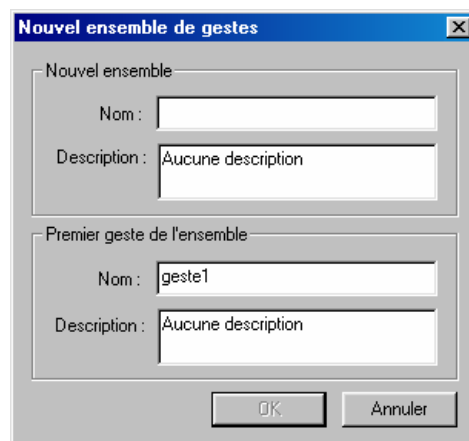 Nouvel ensemble de gestes
Nouvel ensemble
Nom :
Description : Aucune description
Premier geste de l'ensemble
Nom : geste1
Description : Aucune description
OK Annuler